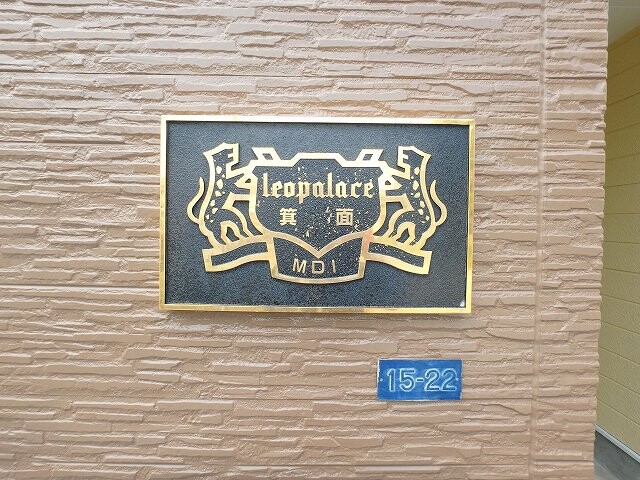 leopalace
箕面
MDI
15-22